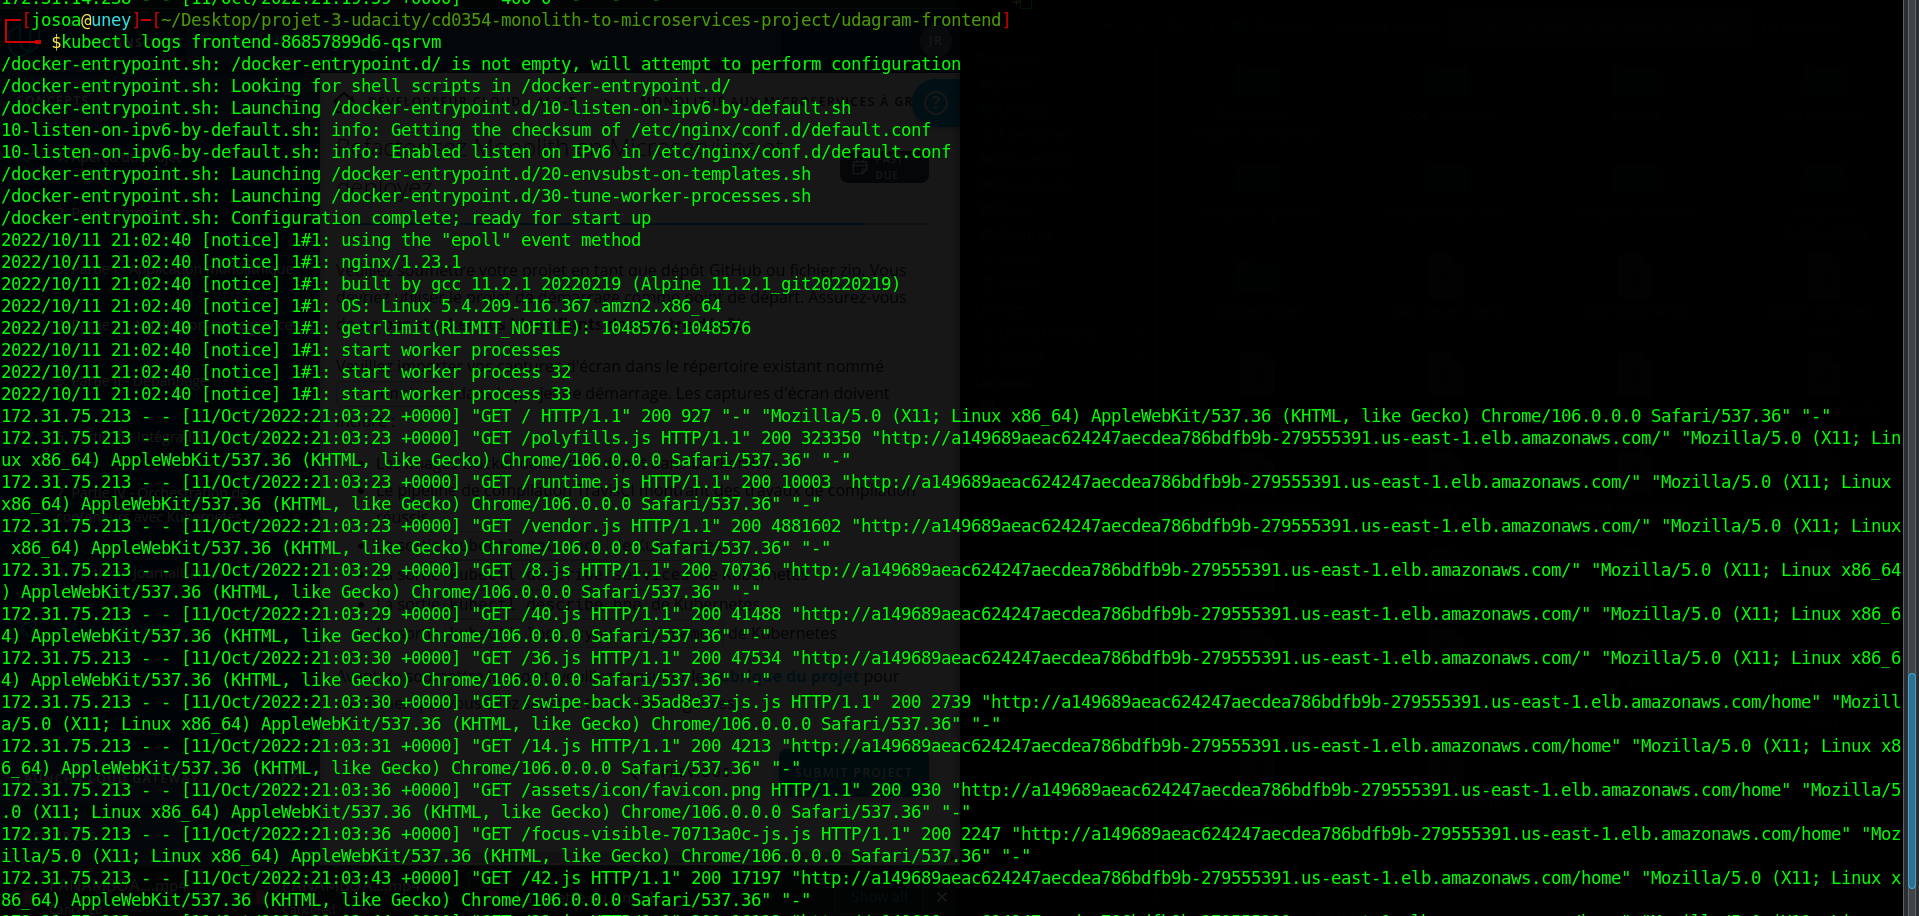 ┌─[josoa@uney]─[~/Desktop/projet-3-udacity/cd0354-monolith-to-microservices-project/udagram-frontend]
└──╼ $kubectl logs frontend-86857899d6-qsrvm
/docker-entrypoint.sh: /docker-entrypoint.d/ is not empty, will attempt to perform configuration
/docker-entrypoint.sh: Looking for shell scripts in /docker-entrypoint.d/
/docker-entrypoint.sh: Launching /docker-entrypoint.d/10-listen-on-ipv6-by-default.sh
10-listen-on-ipv6-by-default.sh: info: Getting the checksum of /etc/nginx/conf.d/default.conf
10-listen-on-ipv6-by-default.sh: info: Enabled listen on IPv6 in /etc/nginx/conf.d/default.conf
/docker-entrypoint.sh: Launching /docker-entrypoint.d/20-envsubst-on-templates.sh
/docker-entrypoint.sh: Launching /docker-entrypoint.d/30-tune-worker-processes.sh
/docker-entrypoint.sh: Configuration complete; ready for start up
2022/10/11 21:02:40 [notice] 1#1: using the "epoll" event method
2022/10/11 21:02:40 [notice] 1#1: nginx/1.23.1
2022/10/11 21:02:40 [notice] 1#1: built by gcc 11.2.1 20220219 (Alpine 11.2.1_git20220219)
2022/10/11 21:02:40 [notice] 1#1: OS: Linux 5.4.209-116.367.amzn2.x86_64
2022/10/11 21:02:40 [notice] 1#1: getrlimit(RLIMIT_NOFILE): 1048576:1048576
2022/10/11 21:02:40 [notice] 1#1: start worker processes
2022/10/11 21:02:40 [notice] 1#1: start worker process 32
2022/10/11 21:02:40 [notice] 1#1: start worker process 33
172.31.75.213 - - [11/Oct/2022:21:03:22 +0000] "GET / HTTP/1.1" 200 927 "-" "Mozilla/5.0 (X11; Linux x86_64) AppleWebKit/537.36 (KHTML, like Gecko) Chrome/106.0.0.0 Safari/537.36" "-"
172.31.75.213 - - [11/Oct/2022:21:03:23 +0000] "GET /polyfills.js HTTP/1.1" 200 323350 "http://a149689aeac624247aecdea786bdfb9b-279555391.us-east-1.elb.amazonaws.com/" "Mozilla/5.0 (X11; Lin
ux x86_64) AppleWebKit/537.36 (KHTML, like Gecko) Chrome/106.0.0.0 Safari/537.36" "-"
172.31.75.213 - - [11/Oct/2022:21:03:23 +0000] "GET /runtime.js HTTP/1.1" 200 10003 "http://a149689aeac624247aecdea786bdfb9b-279555391.us-east-1.elb.amazonaws.com/" "Mozilla/5.0 (X11; Linux
x86_64) AppleWebKit/537.36 (KHTML, like Gecko) Chrome/106.0.0.0 Safari/537.36" "-"
172.31.75.213 - - [11/Oct/2022:21:03:23 +0000] "GET /vendor.js HTTP/1.1" 200 4881602 "http://a149689aeac624247aecdea786bdfb9b-279555391.us-east-1.elb.amazonaws.com/" "Mozilla/5.0 (X11; Linux
x86_64) AppleWebKit/537.36 (KHTML, like Gecko) Chrome/106.0.0.0 Safari/537.36" "-"
172.31.75.213 - - [11/Oct/2022:21:03:29 +0000] "GET /8.js HTTP/1.1" 200 70736 "http://a149689aeac624247aecdea786bdfb9b-279555391.us-east-1.elb.amazonaws.com/" "Mozilla/5.0 (X11; Linux x86_64
) AppleWebKit/537.36 (KHTML, like Gecko) Chrome/106.0.0.0 Safari/537.36" "-"
172.31.75.213 - - [11/Oct/2022:21:03:29 +0000] "GET /40.js HTTP/1.1" 200 41488 "http://a149689aeac624247aecdea786bdfb9b-279555391.us-east-1.elb.amazonaws.com/" "Mozilla/5.0 (X11; Linux x86_6
4) AppleWebKit/537.36 (KHTML, like Gecko) Chrome/106.0.0.0 Safari/537.36" "-"
172.31.75.213 - - [11/Oct/2022:21:03:30 +0000] "GET /36.js HTTP/1.1" 200 47534 "http://a149689aeac624247aecdea786bdfb9b-279555391.us-east-1.elb.amazonaws.com/" "Mozilla/5.0 (X11; Linux x86_6
4) AppleWebKit/537.36 (KHTML, like Gecko) Chrome/106.0.0.0 Safari/537.36" "-"
172.31.75.213 - - [11/Oct/2022:21:03:30 +0000] "GET /swipe-back-35ad8e37-js.js HTTP/1.1" 200 2739 "http://a149689aeac624247aecdea786bdfb9b-279555391.us-east-1.elb.amazonaws.com/home" "Mozill
a/5.0 (X11; Linux x86_64) AppleWebKit/537.36 (KHTML, like Gecko) Chrome/106.0.0.0 Safari/537.36" "-"
172.31.75.213 - - [11/Oct/2022:21:03:31 +0000] "GET /14.js HTTP/1.1" 200 4213 "http://a149689aeac624247aecdea786bdfb9b-279555391.us-east-1.elb.amazonaws.com/home" "Mozilla/5.0 (X11; Linux x8
6_64) AppleWebKit/537.36 (KHTML, like Gecko) Chrome/106.0.0.0 Safari/537.36" "-"
172.31.75.213 - - [11/Oct/2022:21:03:36 +0000] "GET /assets/icon/favicon.png HTTP/1.1" 200 930 "http://a149689aeac624247aecdea786bdfb9b-279555391.us-east-1.elb.amazonaws.com/home" "Mozilla/5
.0 (X11; Linux x86_64) AppleWebKit/537.36 (KHTML, like Gecko) Chrome/106.0.0.0 Safari/537.36" "-"
172.31.75.213 - - [11/Oct/2022:21:03:36 +0000] "GET /focus-visible-70713a0c-js.js HTTP/1.1" 200 2247 "http://a149689aeac624247aecdea786bdfb9b-279555391.us-east-1.elb.amazonaws.com/home" "Moz
illa/5.0 (X11; Linux x86_64) AppleWebKit/537.36 (KHTML, like Gecko) Chrome/106.0.0.0 Safari/537.36" "-"
172.31.75.213 - - [11/Oct/2022:21:03:43 +0000] "GET /42.js HTTP/1.1" 200 17197 "http://a149689aeac624247aecdea786bdfb9b-279555391.us-east-1.elb.amazonaws.com/home" "Mozilla/5.0 (X11; Linux x
86_64) AppleWebKit/537.36 (KHTML, like Gecko) Chrome/106.0.0.0 Safari/537.36" "-"